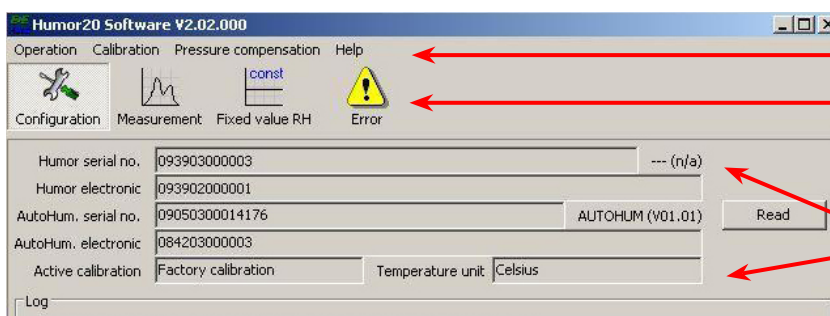 Humor20 Software V2.02.000
Operation Calibration Pressure compensation Help
const
Configuration Measurement Fixed value RH Error
Humor serial no. 093903000003 --- (n/a)
Humor electronic 093902000001
AutoHum. serial no. 09050300014176 AUTOHUM (V01.01) Read
AutoHum. electronic 084203000003
Active calibration Factory calibration Temperature unit Celsius
Log